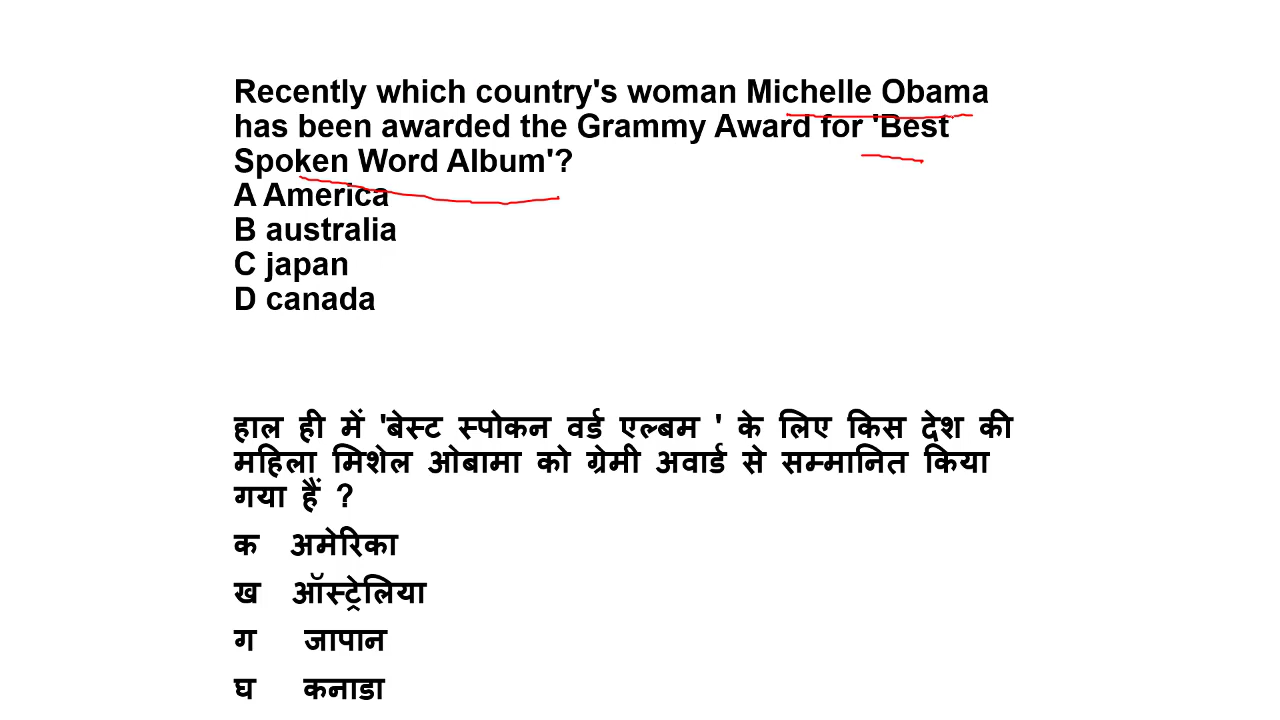 Recently which country's woman Michelle Obama
has been awarded the Grammy Award for 'Best
Spoken Word Album'?
A America
B australia
C japan
D canada
हाल ही में 'बेस्ट स्पोकन वर्ड एल्बम ' के लिए किस देश की
महिला मिशेल ओबामा को ग्रेमी अवार्ड से सम्मानित किया
गया हैं ?
क अमेरिका
ख ऑस्ट्रेलिया
ग जापान
घ कनाडा